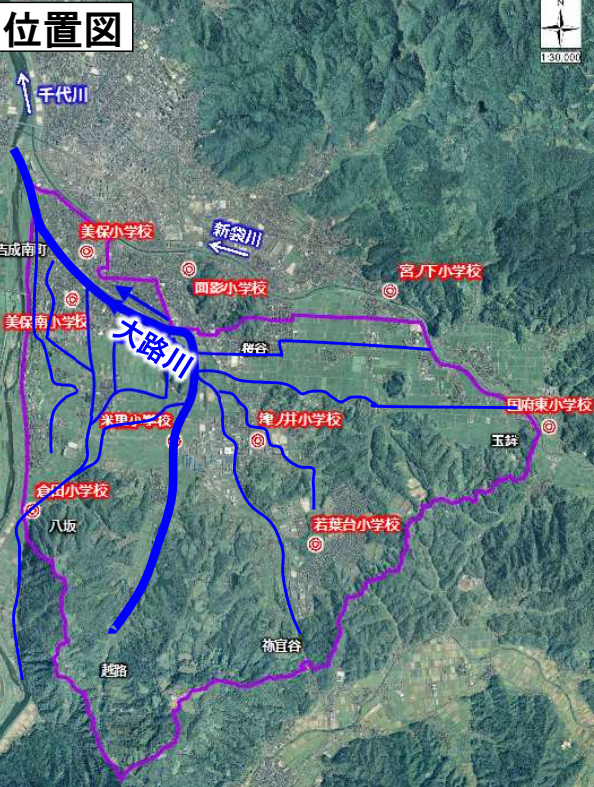 位置図
N
1:30,000
千代川
美保小学校
新袋川
吉成南町
面影小学校
宮ノ下小学校
美保南小学校
大路川
桜谷
国府東小学校
米里小学校
津ノ井小学校
玉鉾
倉田小学校
八坂
若葉台小学校
祢宜谷
越路